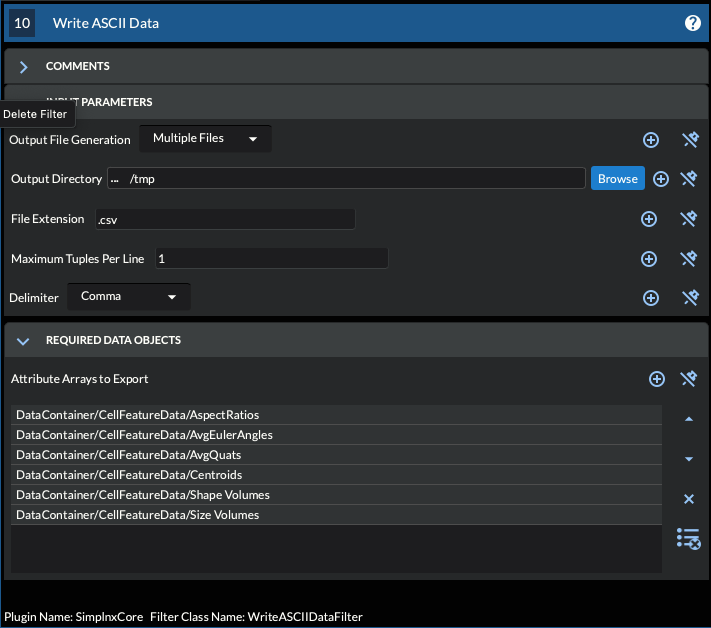 10 Write ASCII Data
COMMENTS
INPUT PARAMETERS
Delete Filter
Output File Generation Multiple Files
Output Directory ... /tmp Browse
File Extension .csv
Maximum Tuples Per Line 1
Delimiter Comma
REQUIRED DATA OBJECTS
Attribute Arrays to Export
DataContainer/CellFeatureData/AspectRatios
DataContainer/CellFeatureData/AvgEulerAngles
DataContainer/CellFeatureData/AvgQuats
DataContainer/CellFeatureData/Centroids
DataContainer/CellFeatureData/Shape Volumes
DataContainer/CellFeatureData/Size Volumes
Plugin Name: SimplnxCore Filter Class Name: WriteASCIIDataFilter